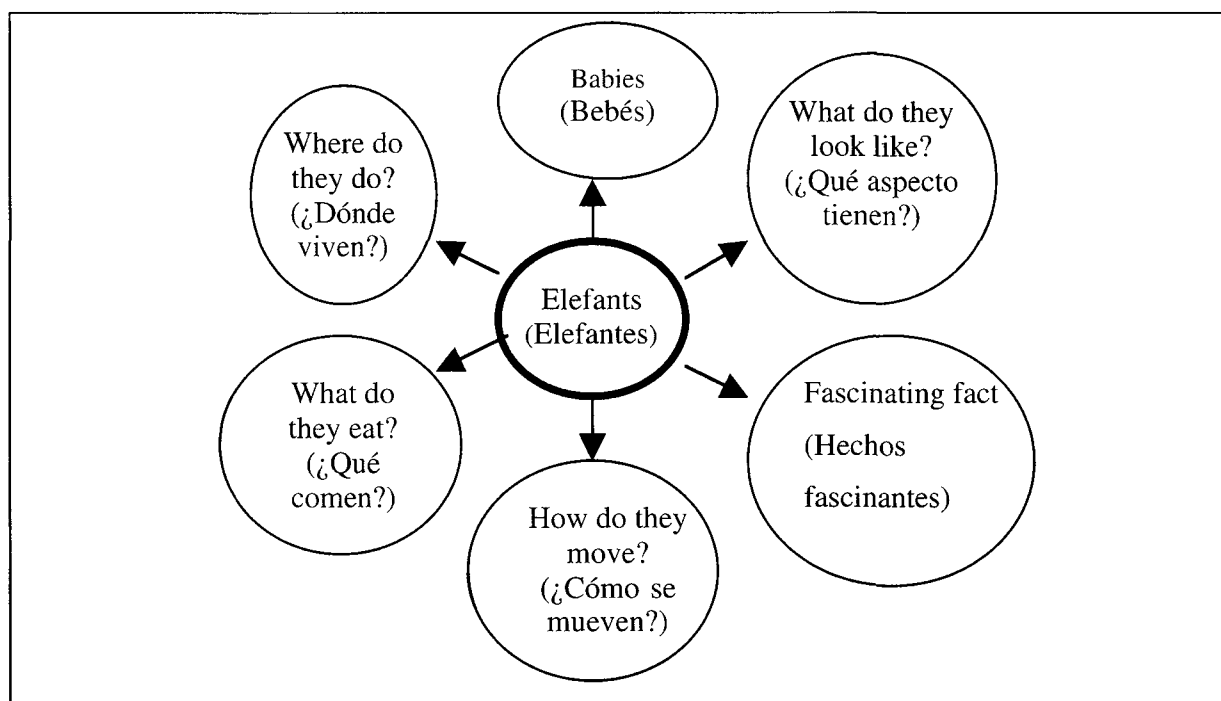 Babies
(Bebés)
What do they
look like?
(¿Qué aspecto
tienen?)
Where do
they do?
(¿Dónde
viven?)
Elefants
(Elefantes)
What do
they eat?
(¿Qué
comen?)
Fascinating fact
(Hechos
fascinantes)
How do they
move?
(¿Cómo se
mueven?)